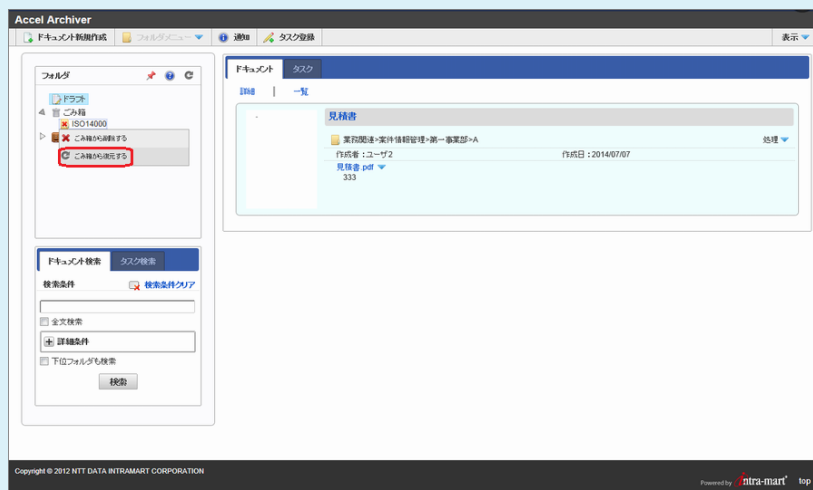 Accel Archiver
ドキュメント新規作成 フォルダメニュー 通知 タスク登録 表示
フォルダ
ドラフト
ごみ箱
ISO14000
ごみ箱から削除する
ごみ箱から復元する
ドキュメント タスク
詳細 | 一覧
見積書
業務関連>案件情報管理>第一事業部>A 処理
作成者:ユーザ2 作成日:2014/07/07
見積書.pdf
333
ドキュメント検索 タスク検索
検索条件 検索条件クリア
全文検索
詳細条件
下位フォルダも検索
検索
Copyright © 2012 NTT DATA INTRAMART CORPORATION
Powered by intra-mart top